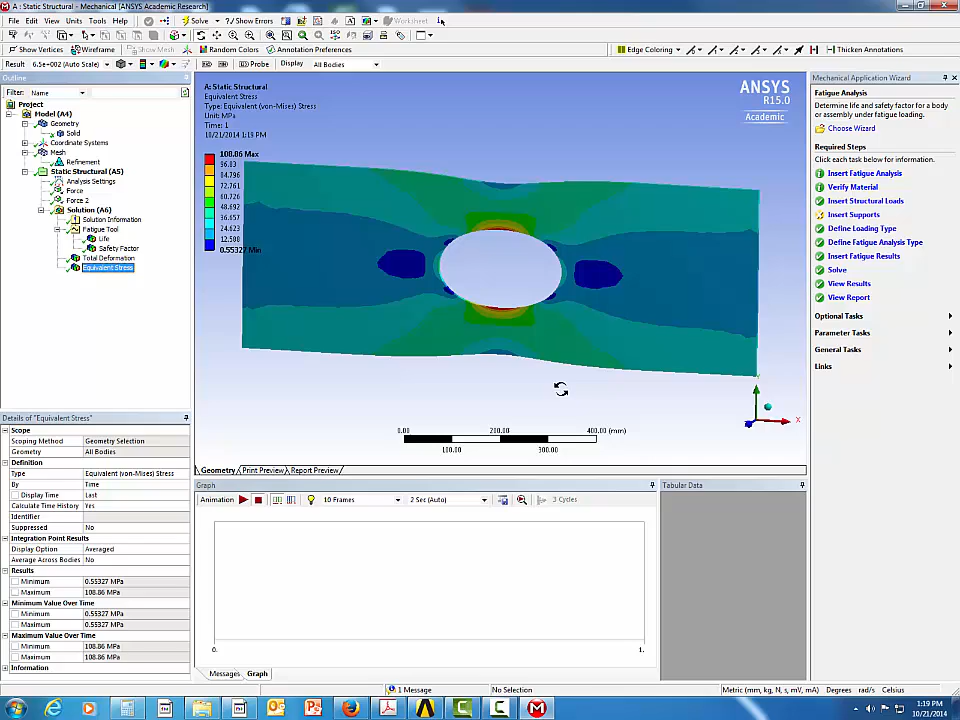 A : Static Structural - Mechanical [ANSYS Academic Research]
File Edit View Units Tools Help Solve ?/Show Errors Worksheet
Show Vertices Wireframe Show Mesh Random Colors Annotation Preferences Edge Coloring Thicken Annotations
Result 6.5e+002 (Auto Scale) Probe Display All Bodies
Outline
Filter: Name
Project
Model (A4)
Geometry
Solid
Coordinate Systems
Mesh
Refinement
Static Structural (A5)
Analysis Settings
Force
Force 2
Solution (A6)
Solution Information
Fatigue Tool
Life
Safety Factor
Total Deformation
Equivalent Stress
Details of "Equivalent Stress"
Scope
Scoping Method Geometry Selection
Geometry All Bodies
Definition
Type Equivalent (von-Mises) Stress
By Time
Display Time Last
Calculate Time History Yes
Identifier
Suppressed No
Integration Point Results
Display Option Averaged
Average Across Bodies No
Results
Minimum 0.55327 MPa
Maximum 108.86 MPa
Minimum Value Over Time
Minimum 0.55327 MPa
Maximum 0.55327 MPa
Maximum Value Over Time
Minimum 108.86 MPa
Maximum 108.86 MPa
Information
A: Static Structural
Equivalent Stress
Type: Equivalent (von-Mises) Stress
Unit: MPa
Time: 1
10/21/2014 1:19 PM
108.86 Max
96.83
84.796
72.761
60.726
48.692
36.657
24.623
12.588
0.55327 Min
ANSYS
R15.0
Academic
0.00 200.00 400.00 (mm)
100.00 300.00
Y
X
Geometry Print Preview Report Preview
Graph
Animation 10 Frames 2 Sec (Auto) 3 Cycles
0. 1.
Messages Graph
Tabular Data
Mechanical Application Wizard
Fatigue Analysis
Determine life and safety factor for a body
or assembly under fatigue loading.
Choose Wizard
Required Steps
Click each task below for information.
Insert Fatigue Analysis
Verify Material
Insert Structural Loads
Insert Supports
Define Loading Type
Define Fatigue Analysis Type
Insert Fatigue Results
Solve
View Results
View Report
Optional Tasks
Parameter Tasks
General Tasks
Links
1 Message No Selection Metric (mm, kg, N, s, mV, mA) Degrees rad/s Celsius
1:19 PM
10/21/2014